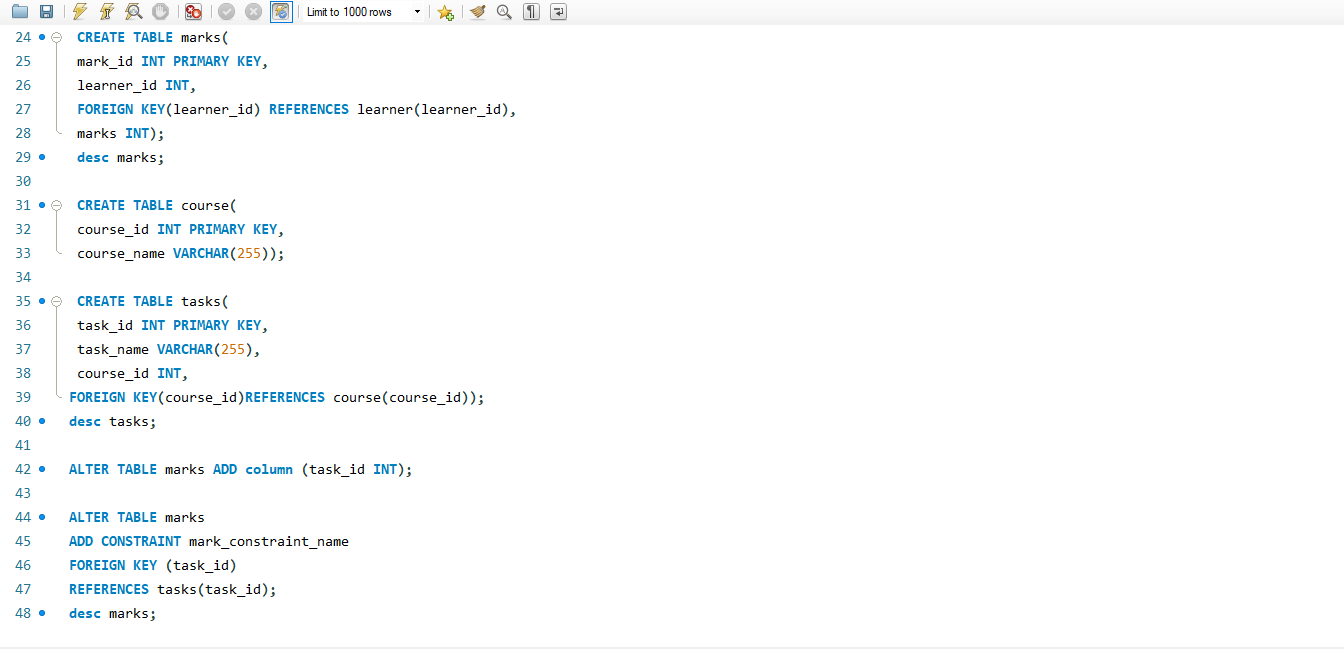 Limit to 1000 rows
24 CREATE TABLE marks(
25 mark_id INT PRIMARY KEY,
26 learner_id INT,
27 FOREIGN KEY(learner_id) REFERENCES learner(learner_id),
28 marks INT);
29 desc marks;
30
31 CREATE TABLE course(
32 course_id INT PRIMARY KEY,
33 course_name VARCHAR(255));
34
35 CREATE TABLE tasks(
36 task_id INT PRIMARY KEY,
37 task_name VARCHAR(255),
38 course_id INT,
39 FOREIGN KEY(course_id)REFERENCES course(course_id));
40 desc tasks;
41
42 ALTER TABLE marks ADD column (task_id INT);
43
44 ALTER TABLE marks
45 ADD CONSTRAINT mark_constraint_name
46 FOREIGN KEY (task_id)
47 REFERENCES tasks(task_id);
48 desc marks;